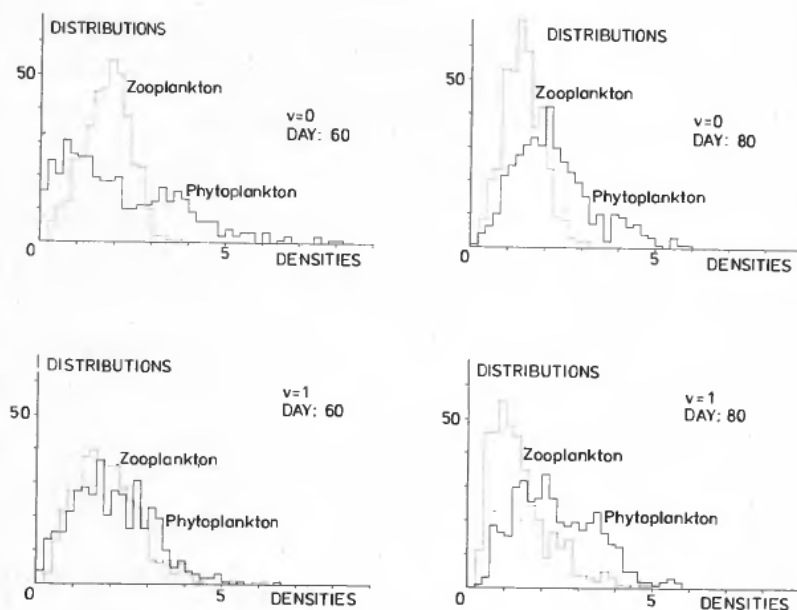 DISTRIBUTIONS
50
Zooplankton
v=0
DAY: 60
Phytoplankton
0
5
DENSITIES
DISTRIBUTIONS
50
Zooplankton
v=0
DAY: 80
Phytoplankton
0
5
DENSITIES
DISTRIBUTIONS
v=1
DAY: 60
50
Zooplankton
Phytoplankton
0
5
DENSITIES
DISTRIBUTIONS
v=1
DAY: 80
50
Zooplankton
Phytoplankton
0
5
DENSITIES